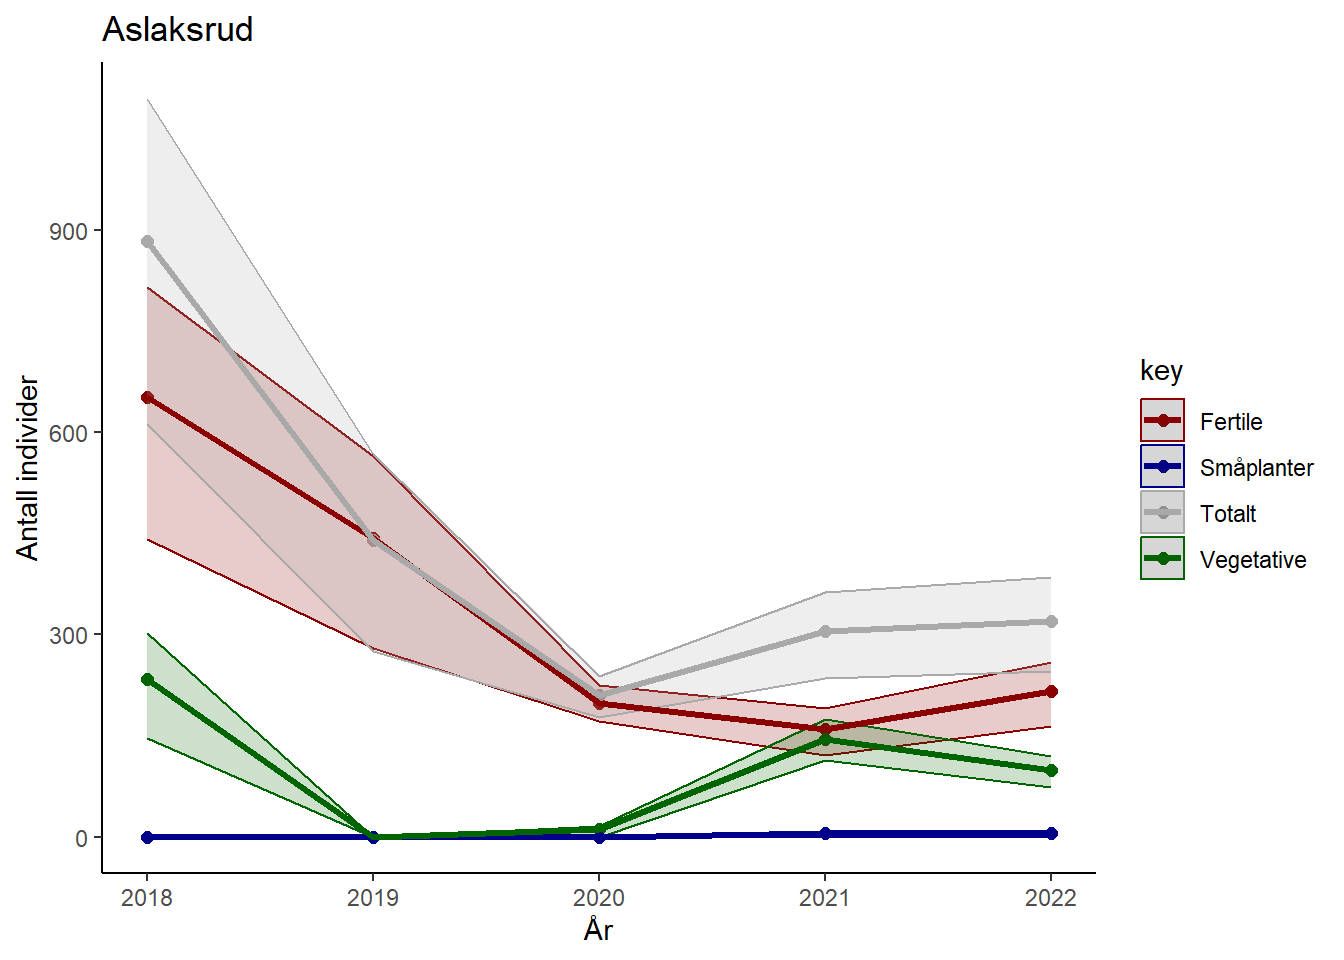 Aslaksrud
Antall individer
900
600
300
0
2018
2019
2020
2021
2022
År
key
Fertile
Småplanter
Totalt
Vegetative